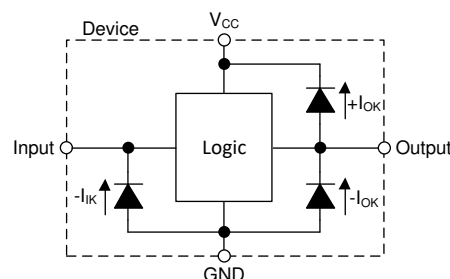 Device
VCC
+IOK
Input
Logic
Output
-IIK
-IOK
GND